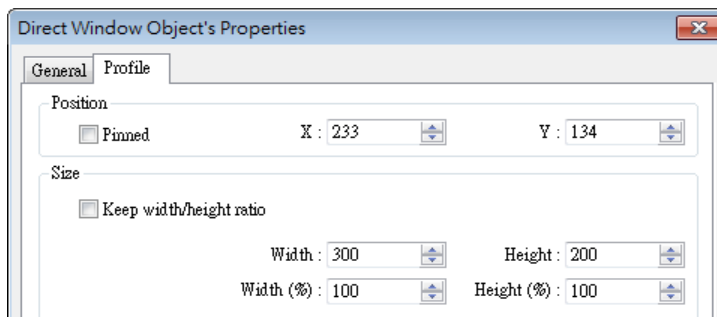 Direct Window Object's Properties
General Profile
Position
Pinned X : 233 Y : 134
Size
Keep width/height ratio
Width : 300 Height : 200
Width (%) : 100 Height (%) : 100